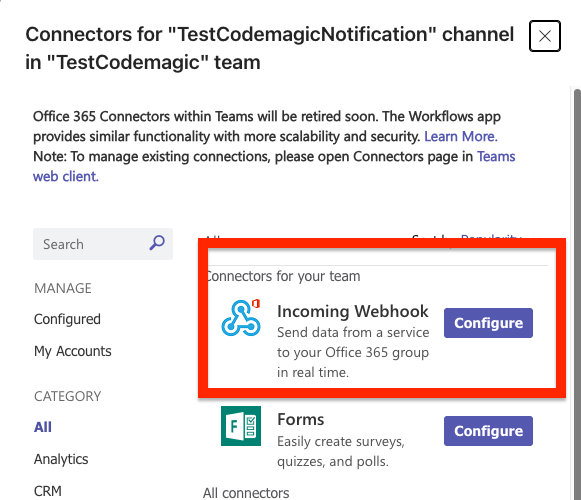 Connectors for "TestCodemagicNotification" channel
in "TestCodemagic" team
Office 365 Connectors within Teams will be retired soon. The Workflows app
provides similar functionality with more scalability and security. Learn More.
Note: To manage existing connections, please open Connectors page in Teams
web client.
Search
All
Sort by Popularity
MANAGE
Configured
My Accounts
CATEGORY
All
Analytics
CRM
Connectors for your team
Incoming Webhook
Send data from a service
to your Office 365 group
in real time.
Configure
Forms
Easily create surveys,
quizzes, and polls.
Configure
All connectors